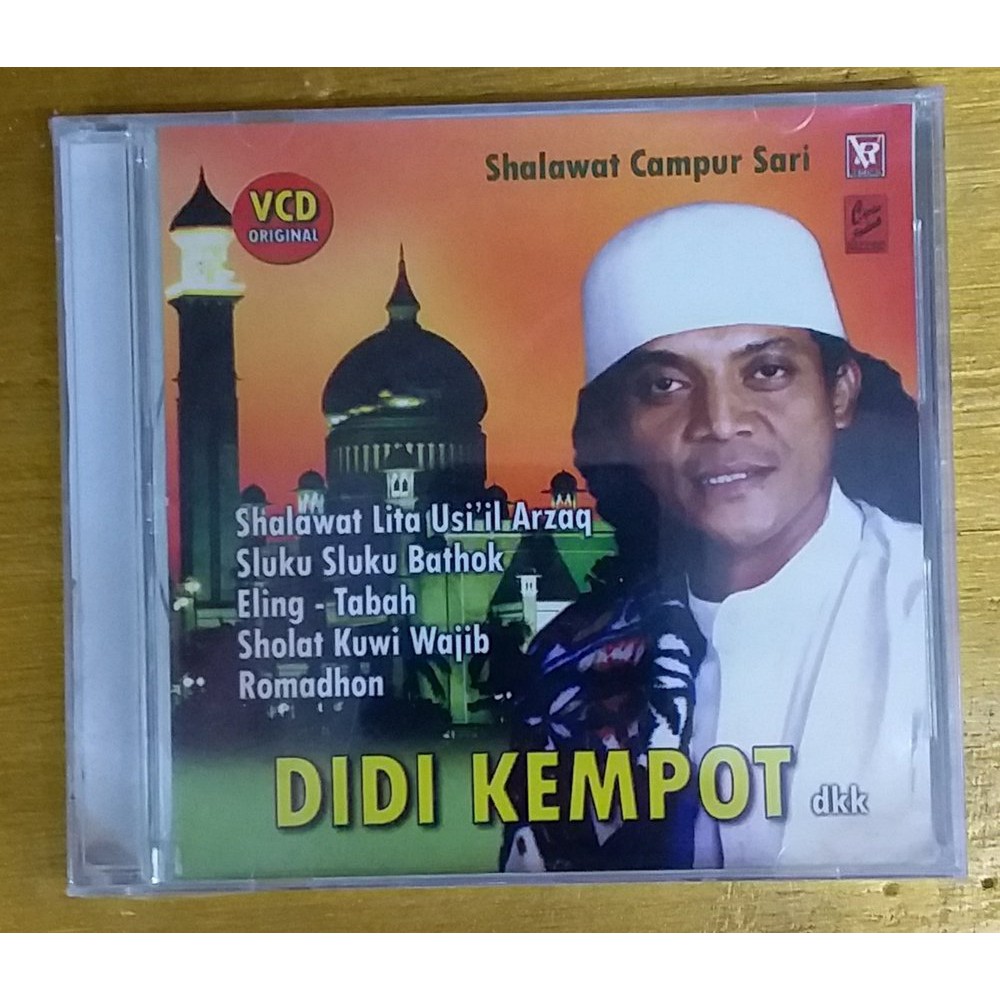 Shalawat Campur Sari
VCD
ORIGINAL
Shalawat Lita Usi'il Arzaq
Sluku Sluku Bathok
Eling - Tabah
Sholat Kuwi Wajib
Romadhon
DIDI KEMPOT dkk